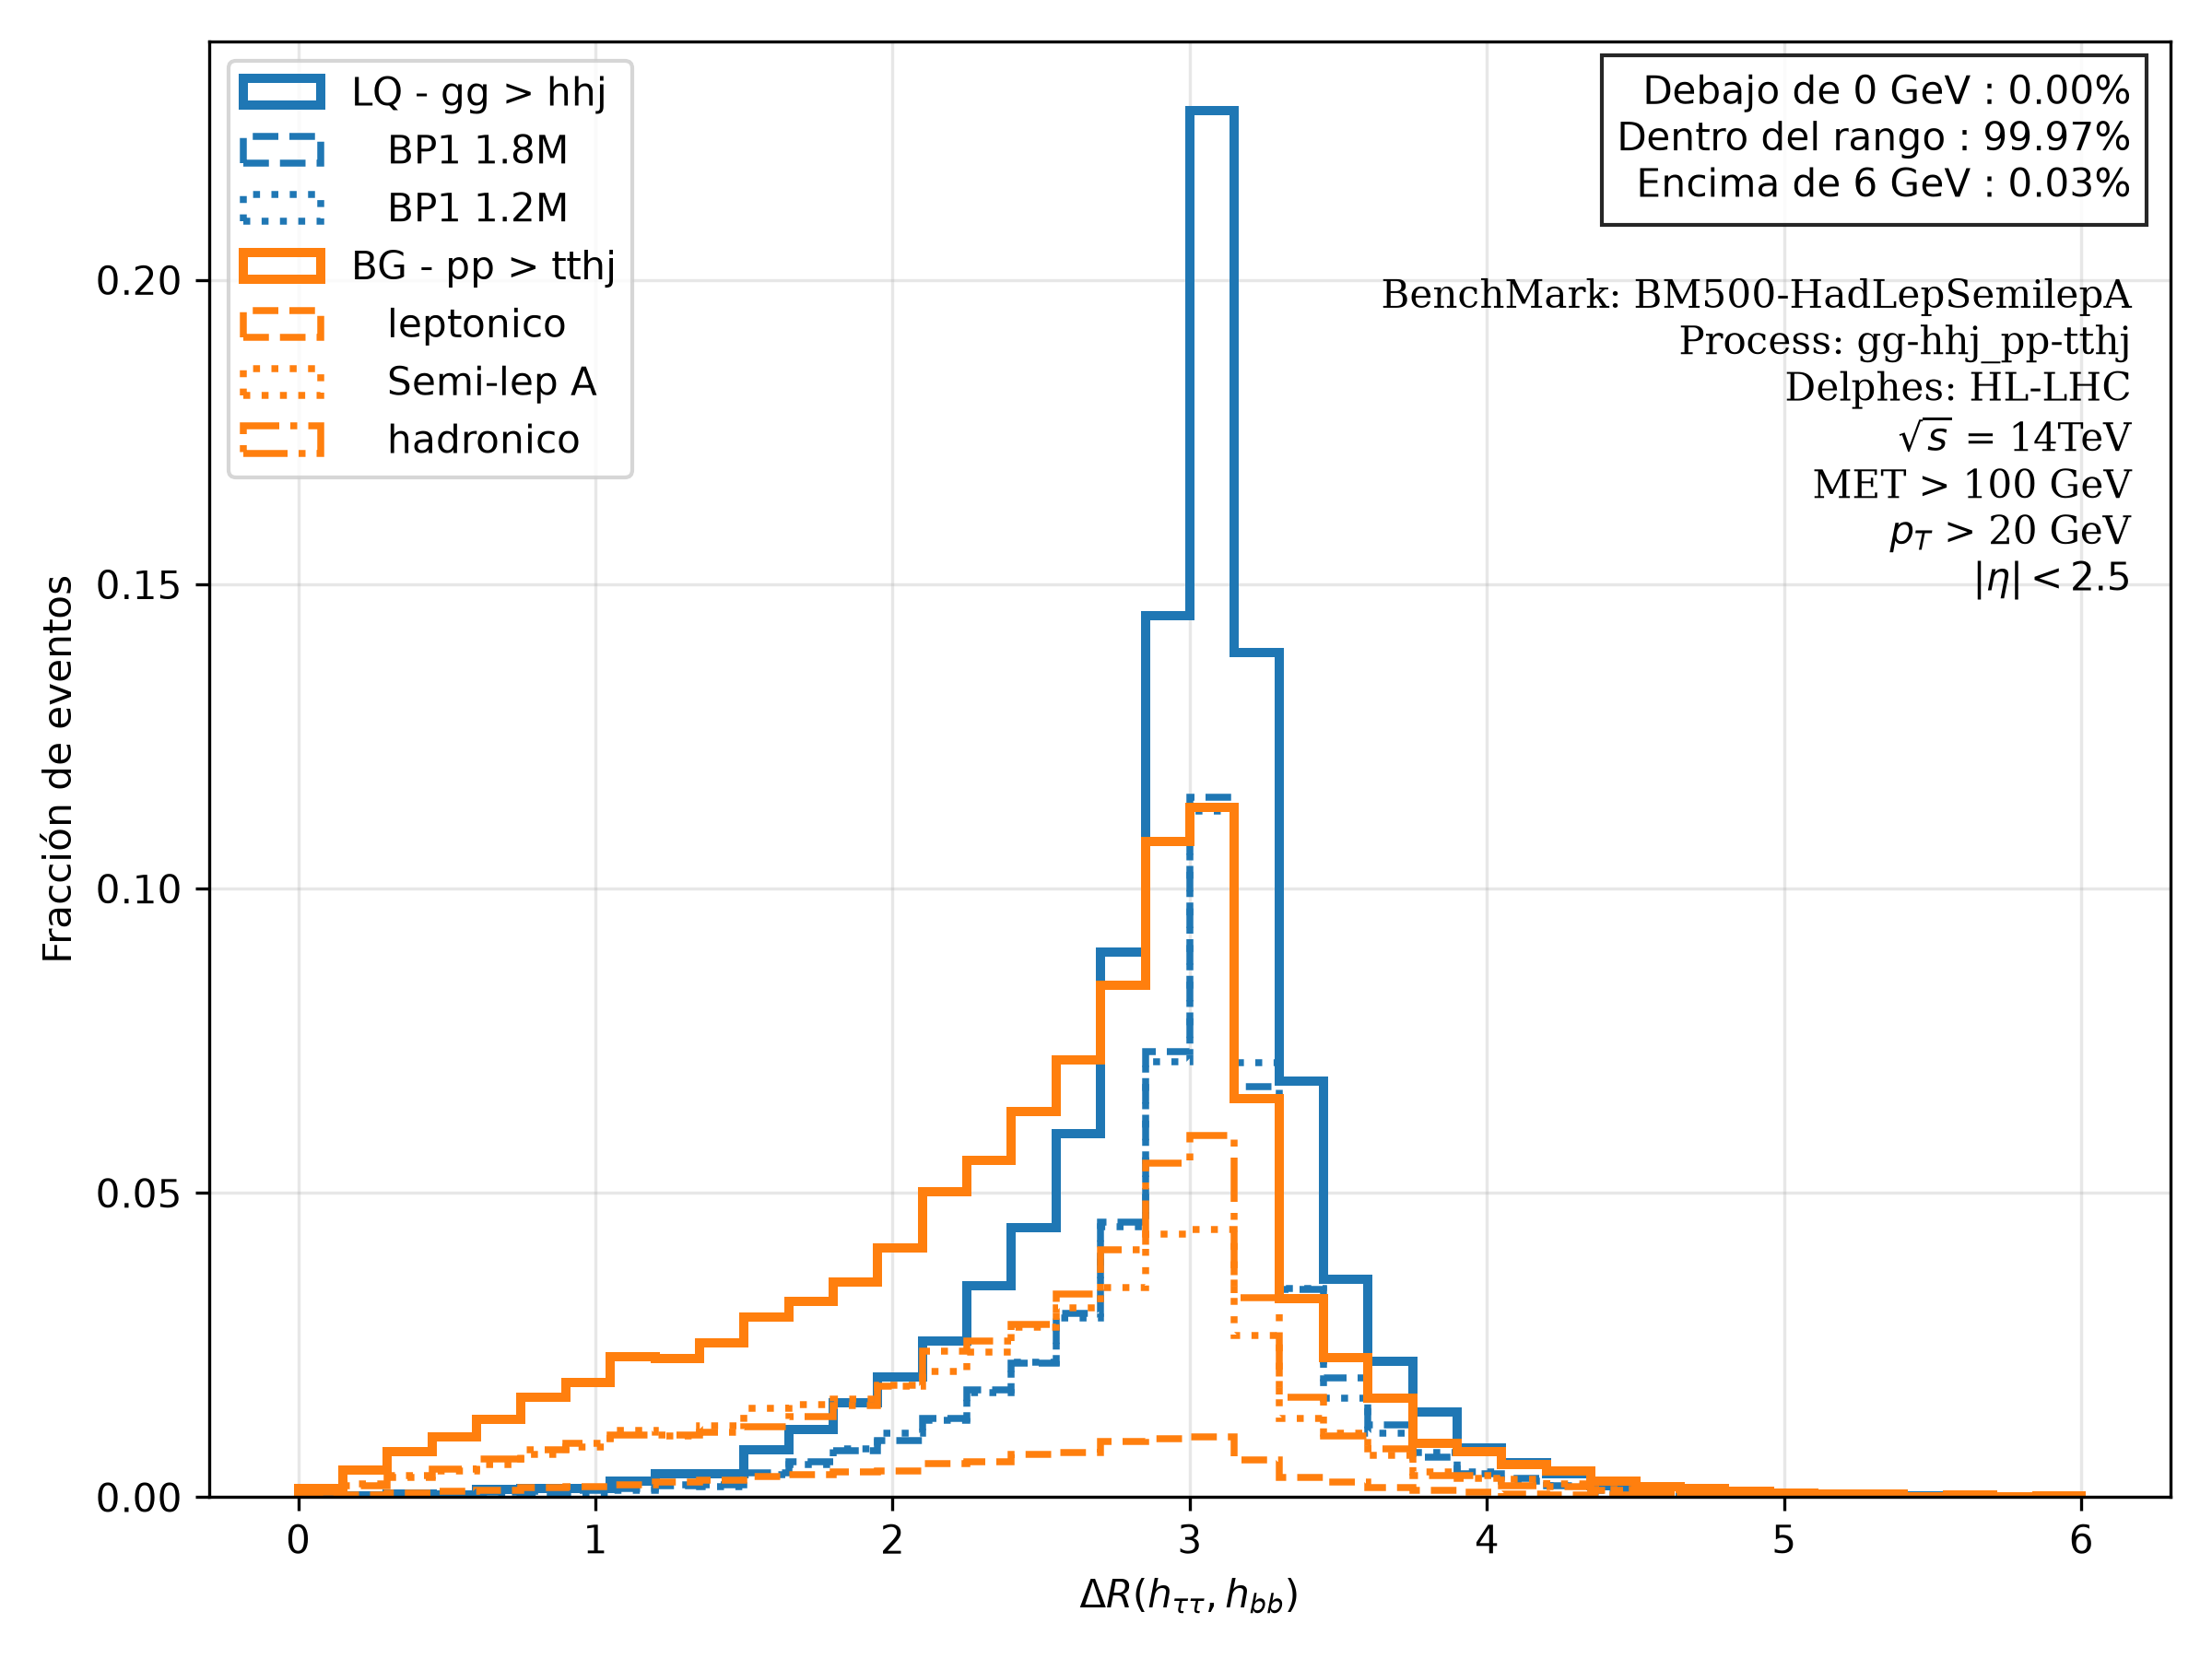 LQ - gg > hhj
BP1 1.8M
BP1 1.2M
BG - pp > tthj
leptonico
Semi-lep A
hadronico
Debajo de 0 GeV : 0.00%
Dentro del rango : 99.97%
Encima de 6 GeV : 0.03%
BenchMark: BM500-HadLepSemilepA
Process: gg-hhj_pp-tthj
Delphes: HL-LHC
√s = 14TeV
MET > 100 GeV
p_T > 20 GeV
|η| < 2.5
Fracción de eventos
0.20
0.15
0.10
0.05
0.00
0 1 2 3 4 5 6
ΔR(h_ττ, h_bb)